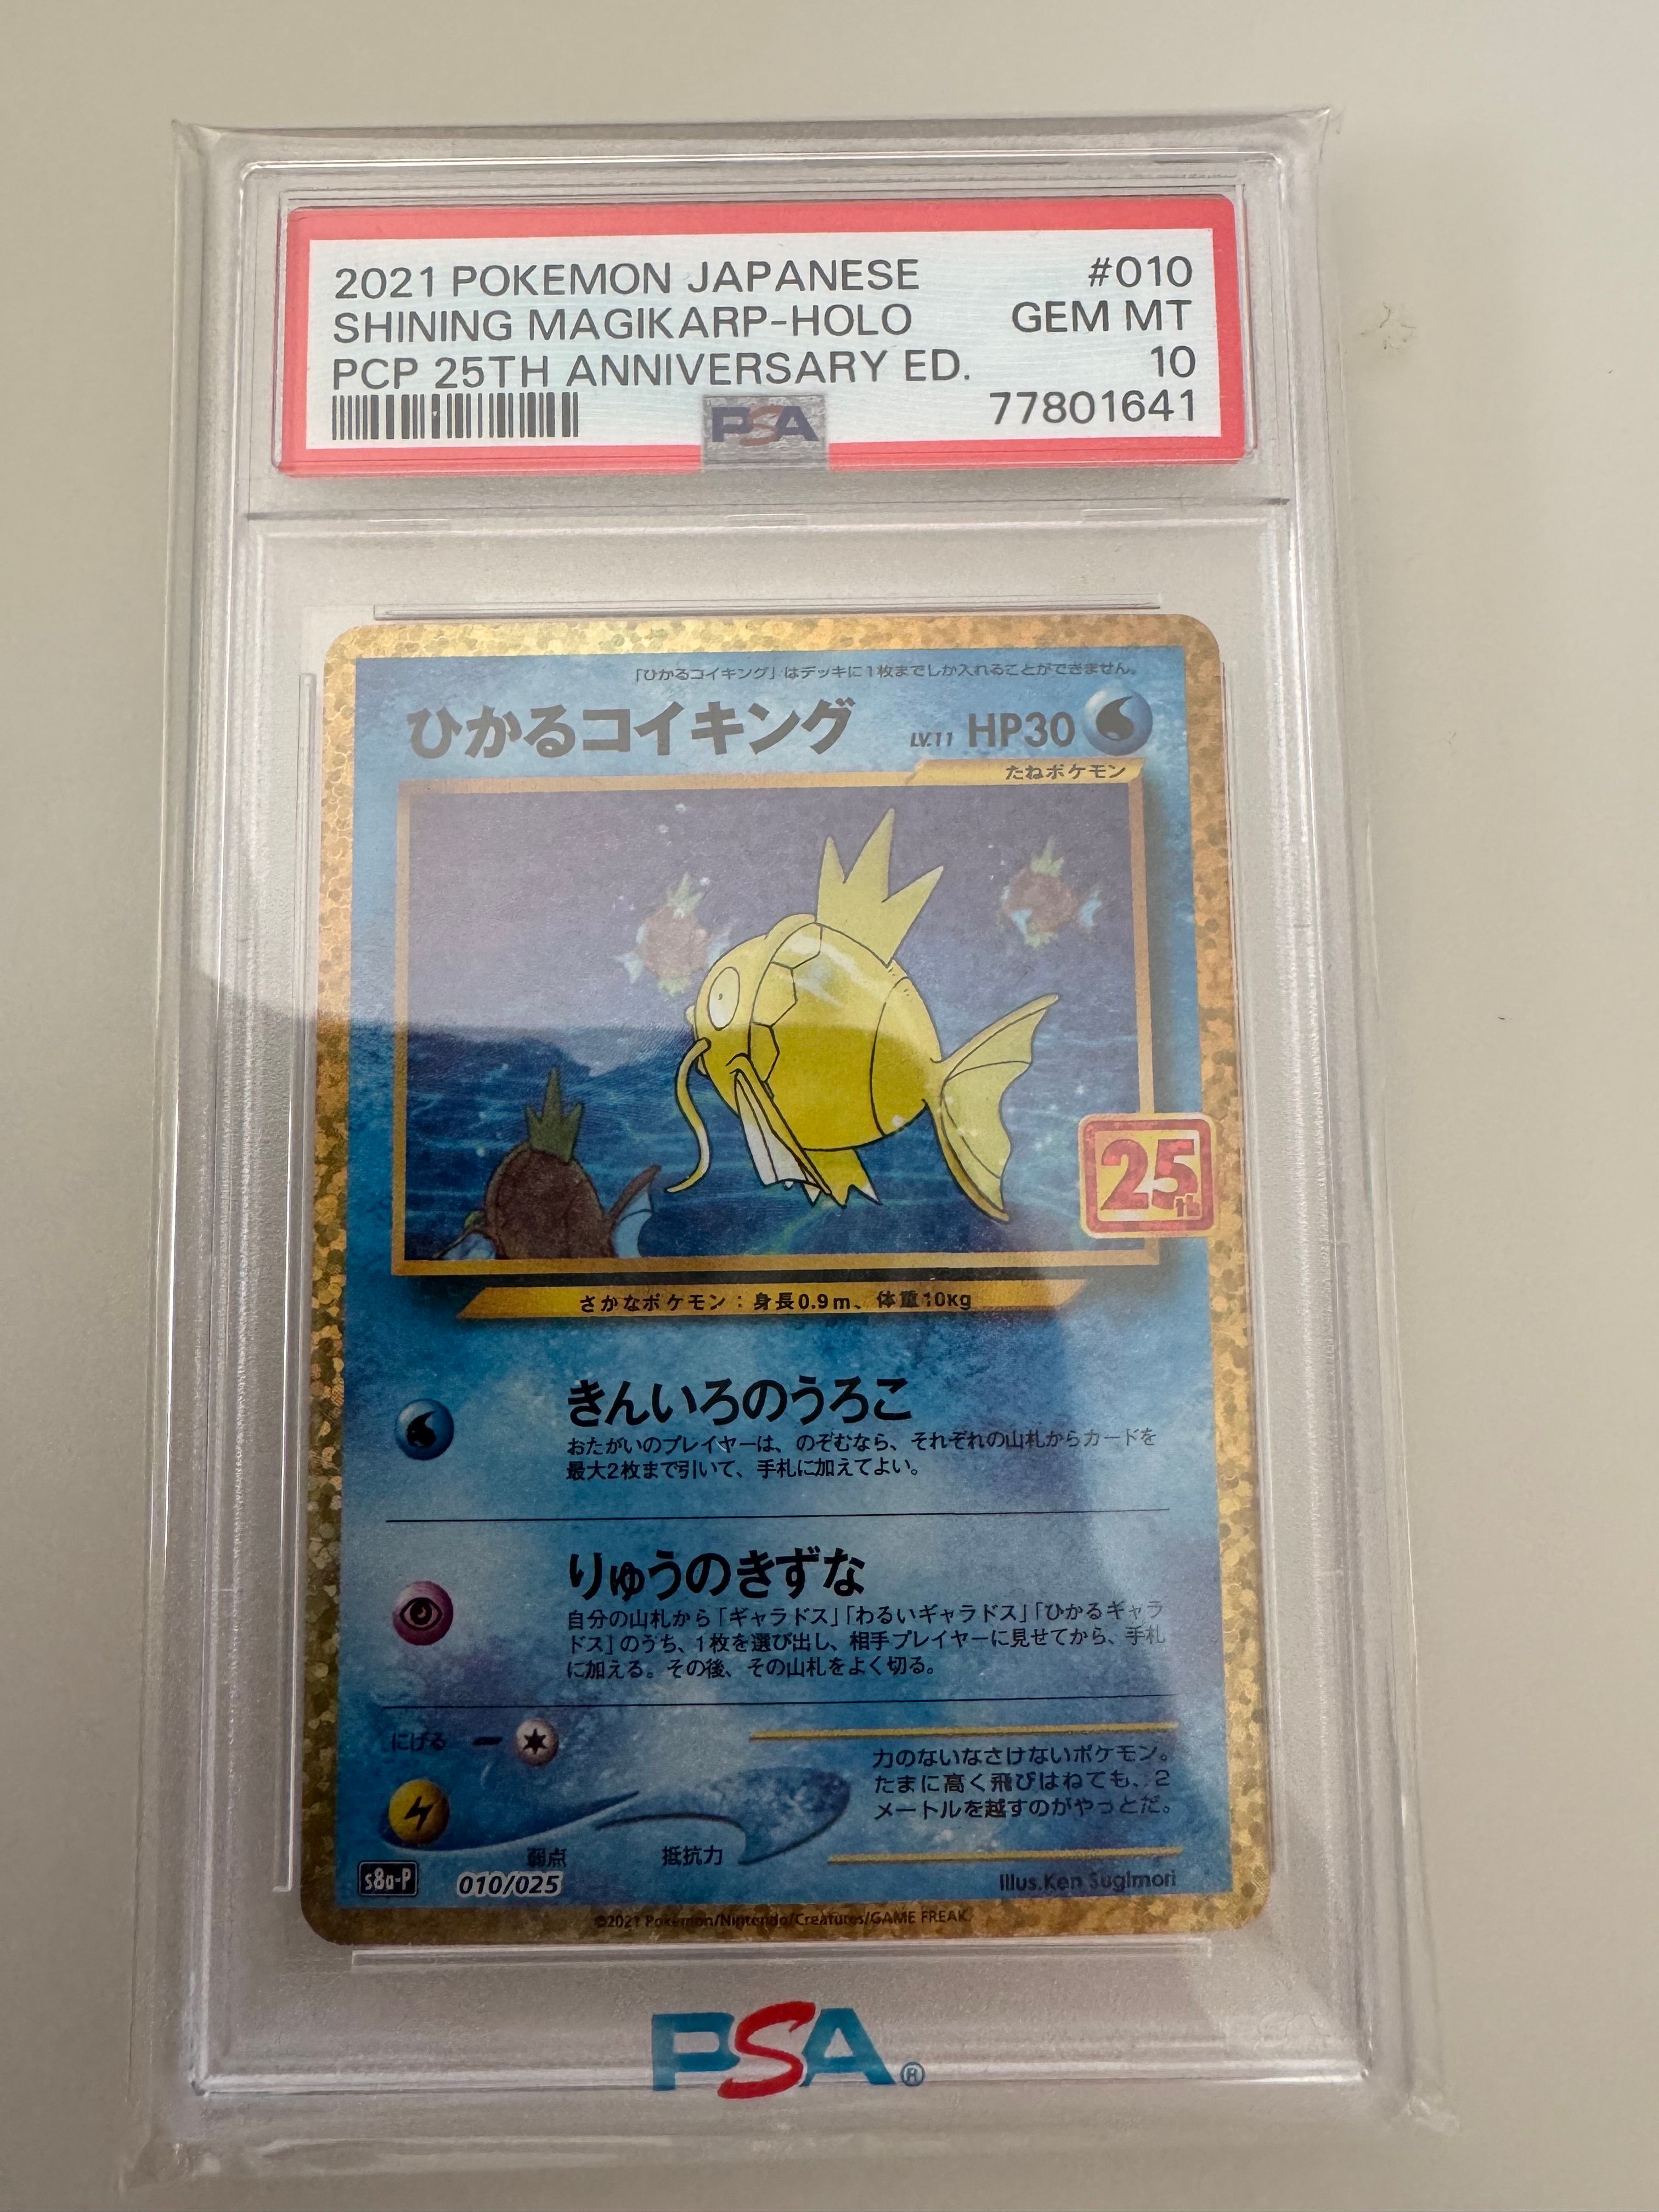 2021 POKEMON JAPANESE #010
SHINING MAGIKARP-HOLO GEM MT
PCP 25TH ANNIVERSARY ED. 10
PSA 77801641
「ひかるコイキング」はデッキに1枚までしか入れることができません。
ひかるコイキング LV.11 HP30
たねポケモン
25th
さかなポケモン：身長0.9m、体重10kg
きんいろのうろこ
おたがいのプレイヤーは、のぞむなら、それぞれの山札からカードを
最大2枚まで引いて、手札に加えてよい。
りゅうのきずな
自分の山札から「ギャラドス」「わるいギャラドス」「ひかるギャラ
ドス」のうち、1枚を選び出し、相手プレイヤーに見せてから、手札
に加える。その後、その山札をよく切る。
にげる
力のないなさけないポケモン。
たまに高く飛びはねても、2
メートルを越すのがやっとだ。
弱点 抵抗力
s8a-P 010/025 Illus.Ken Sugimori
©2021 Pokémon/Nintendo/Creatures/GAME FREAK.
PSA®